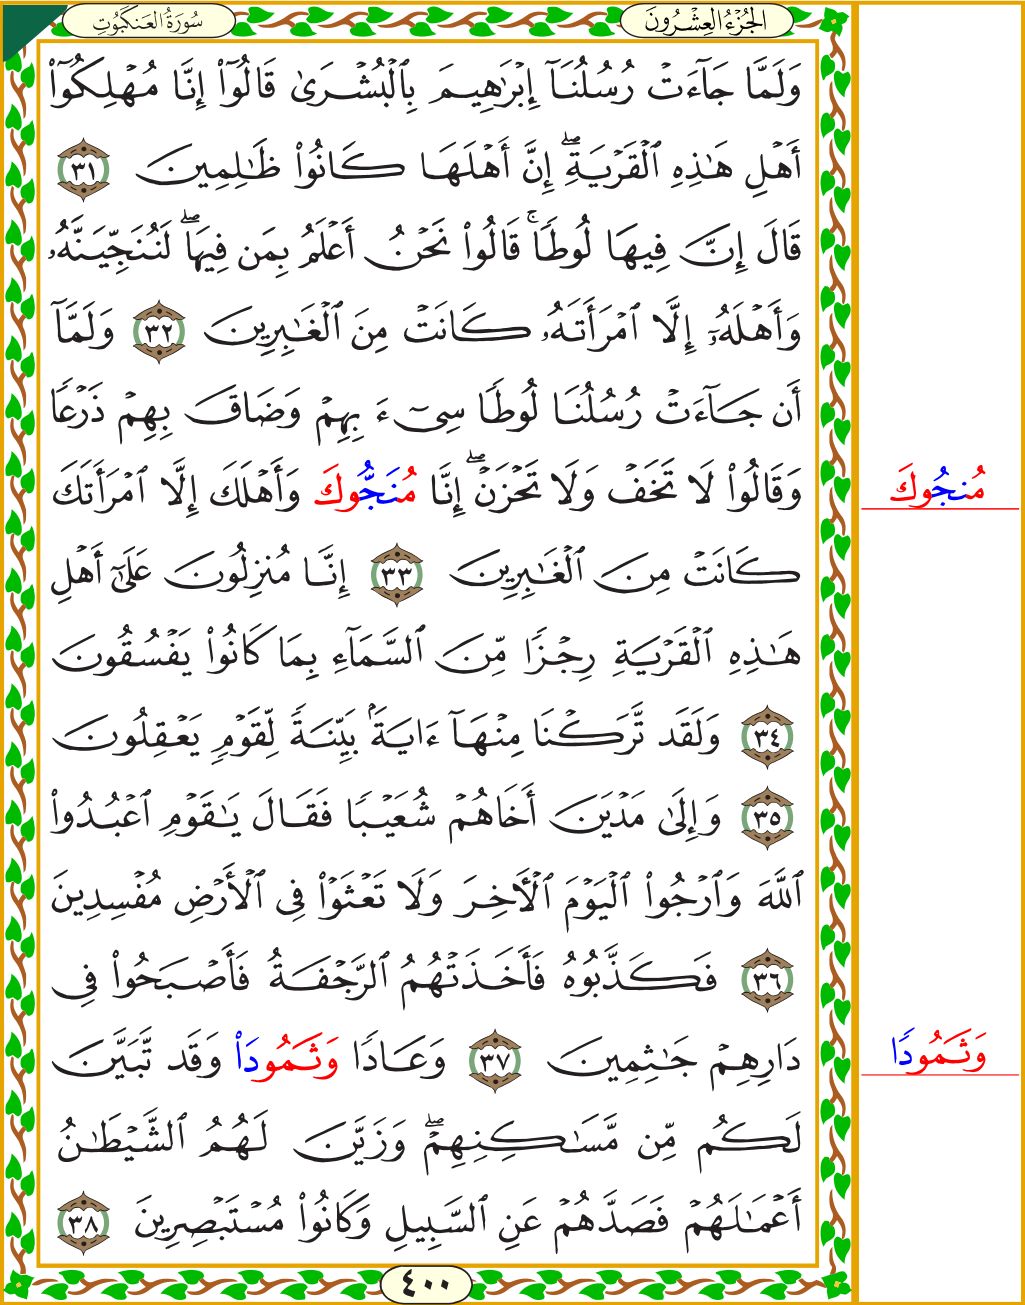 الجُزْءُ العِشْرُونَ
سُورَةُ العَنكَبُوتِ
وَلَمَّا جَآءَتْ رُسُلُنَآ إِبْرَٰهِيمَ بِٱلْبُشْرَىٰ قَالُوٓا۟ إِنَّا مُهْلِكُوٓا۟
أَهْلِ هَٰذِهِ ٱلْقَرْيَةِۖ إِنَّ أَهْلَهَا كَانُوا۟ ظَٰلِمِينَ ٣١
قَالَ إِنَّ فِيهَا لُوطًاۚ قَالُوا۟ نَحْنُ أَعْلَمُ بِمَن فِيهَاۖ لَنُنَجِّيَنَّهُۥ
وَأَهْلَهُۥٓ إِلَّا ٱمْرَأَتَهُۥ كَانَتْ مِنَ ٱلْغَٰبِرِينَ ٣٢ وَلَمَّآ
أَن جَآءَتْ رُسُلُنَا لُوطًا سِىٓءَ بِهِمْ وَضَاقَ بِهِمْ ذَرْعًا
وَقَالُوا۟ لَا تَخَفْ وَلَا تَحْزَنْۖ إِنَّا مُنَجُّوكَ وَأَهْلَكَ إِلَّا ٱمْرَأَتَكَ
مُنجُوكَ
كَانَتْ مِنَ ٱلْغَٰبِرِينَ ٣٣ إِنَّا مُنزِلُونَ عَلَىٰٓ أَهْلِ
هَٰذِهِ ٱلْقَرْيَةِ رِجْزًا مِّنَ ٱلسَّمَآءِ بِمَا كَانُوا۟ يَفْسُقُونَ
٣٤ وَلَقَد تَّرَكْنَا مِنْهَآ ءَايَةًۢ بَيِّنَةً لِّقَوْمٍ يَعْقِلُونَ
٣٥ وَإِلَىٰ مَدْيَنَ أَخَاهُمْ شُعَيْبًا فَقَالَ يَٰقَوْمِ ٱعْبُدُوا۟
ٱللَّهَ وَٱرْجُوا۟ ٱلْيَوْمَ ٱلْأَخِرَ وَلَا تَعْثَوْا۟ فِى ٱلْأَرْضِ مُفْسِدِينَ
٣٦ فَكَذَّبُوهُ فَأَخَذَتْهُمُ ٱلرَّجْفَةُ فَأَصْبَحُوا۟ فِى
دَارِهِمْ جَٰثِمِينَ ٣٧ وَعَادًا وَثَمُودَا۟ وَقَد تَّبَيَّنَ
وَثَمُودًا
لَكُم مِّن مَّسَٰكِنِهِمْۖ وَزَيَّنَ لَهُمُ ٱلشَّيْطَٰنُ
أَعْمَٰلَهُمْ فَصَدَّهُمْ عَنِ ٱلسَّبِيلِ وَكَانُوا۟ مُسْتَبْصِرِينَ ٣٨
٤٠٠